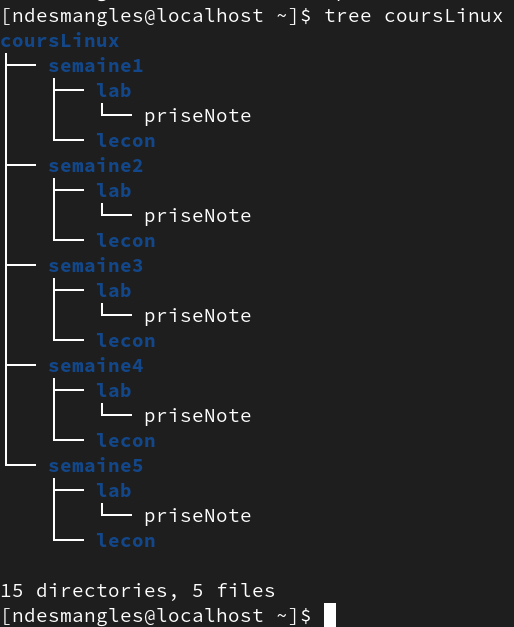 [ndesmangles@localhost ~]$ tree coursLinux
coursLinux
├── semaine1
│   ├── lab
│   │   └── priseNote
│   └── lecon
├── semaine2
│   ├── lab
│   │   └── priseNote
│   └── lecon
├── semaine3
│   ├── lab
│   │   └── priseNote
│   └── lecon
├── semaine4
│   ├── lab
│   │   └── priseNote
│   └── lecon
└── semaine5
    ├── lab
    │   └── priseNote
    └── lecon

15 directories, 5 files
[ndesmangles@localhost ~]$